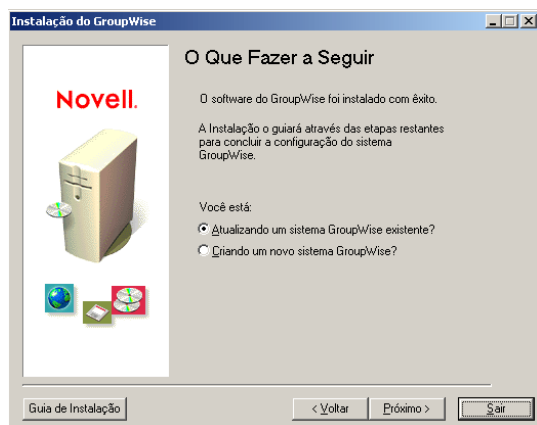 Instalação do GroupWise
O Que Fazer a Seguir
Novell.
O software do GroupWise foi instalado com êxito.
A Instalação o guiará através das etapas restantes
para concluir a configuração do sistema
GroupWise.
Você está:
Atualizando um sistema GroupWise existente?
Criando um novo sistema GroupWise?
Guia de Instalação
< Voltar
Próximo >
Sair